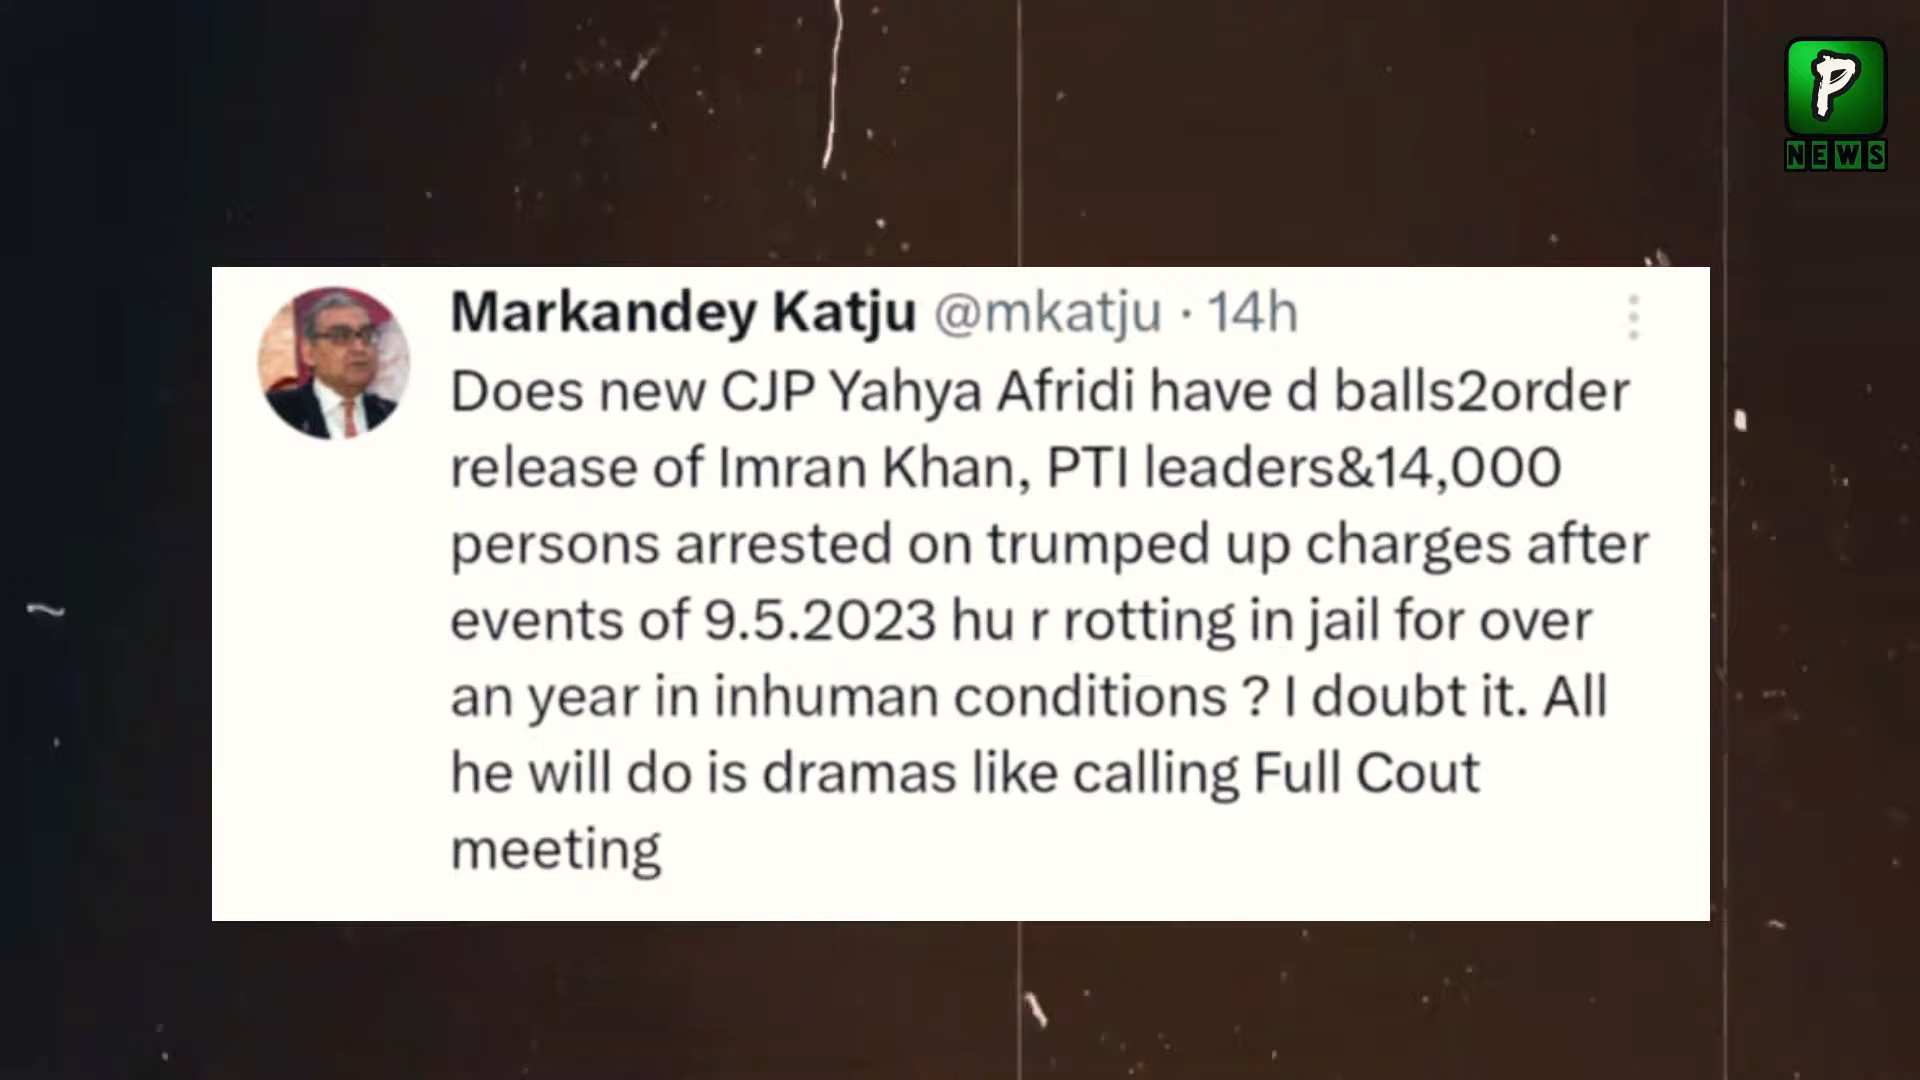 P
NEWS
Markandey Katju @mkatju · 14h
Does new CJP Yahya Afridi have d balls2order
release of Imran Khan, PTI leaders&14,000
persons arrested on trumped up charges after
events of 9.5.2023 hu r rotting in jail for over
an year in inhuman conditions ? I doubt it. All
he will do is dramas like calling Full Cout
meeting